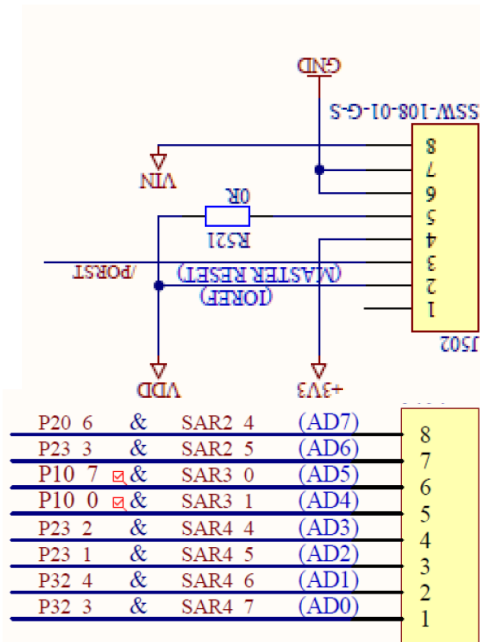 GND
SSW-108-01-G-S
8
VIN
7
0R
6
5
R521
4
/PORST
(MASTER RESET)
3
(IOREF)
2
1
J502
VDD
+3V3
P20 6 & SAR2 4 (AD7) 8
P23 3 & SAR2 5 (AD6) 7
P10 7 & SAR3 0 (AD5) 6
P10 0 & SAR3 1 (AD4) 5
P23 2 & SAR4 4 (AD3) 4
P23 1 & SAR4 5 (AD2) 3
P32 4 & SAR4 6 (AD1) 2
P32 3 & SAR4 7 (AD0) 1